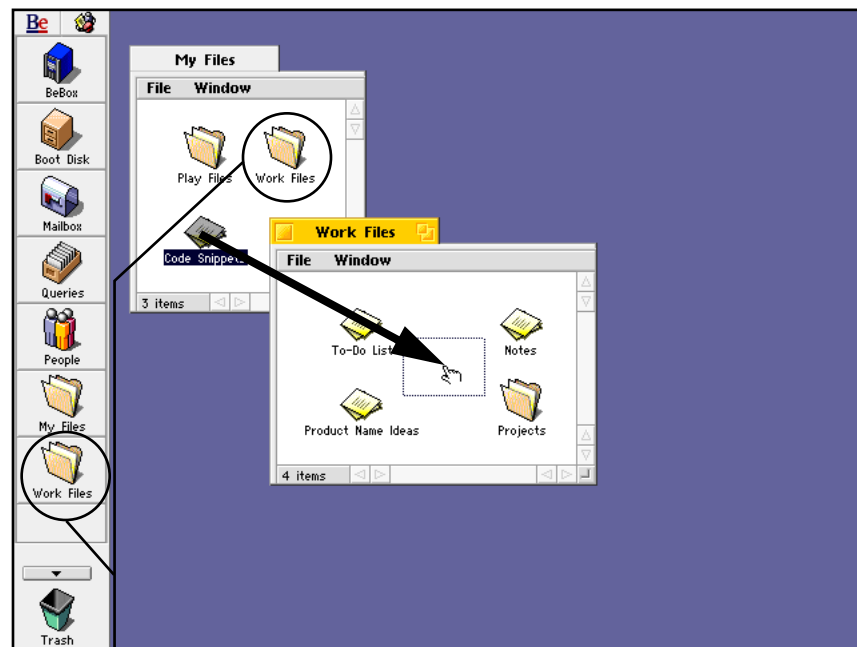 Be
BeBox
Boot Disk
Mailbox
Queries
People
My Files
Work Files
Trash
My Files
File Window
Play Files
Work Files
Code Snippets
3 items
Work Files
File Window
To-Do List
Notes
Product Name Ideas
Projects
4 items